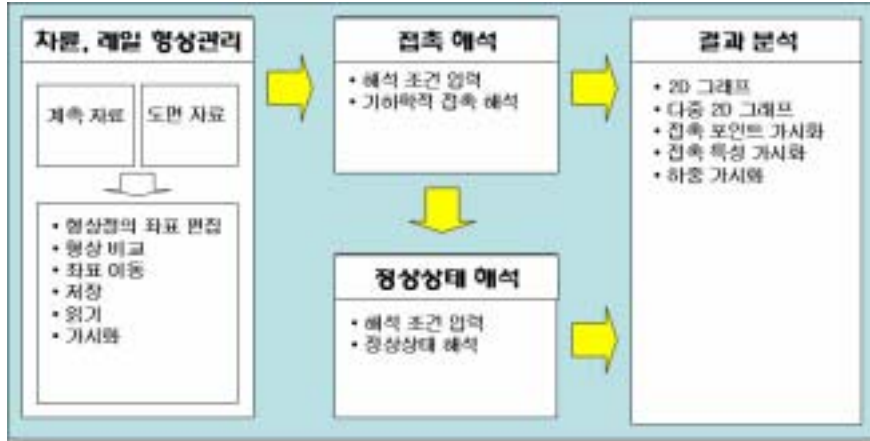 차륜, 레일 형상관리
계측 자료
도면 자료
• 형상점의 좌표 편집
• 형상 비교
• 좌표 이동
• 저장
• 읽기
• 가시화
접촉 해석
• 해석 조건 입력
• 기하학적 접촉 해석
정상상태 해석
• 해석 조건 입력
• 정상상태 해석
결과 분석
• 2D 그래프
• 다중 2D 그래프
• 접촉 포인트 가시화
• 접촉 특성 가시화
• 하중 가시화